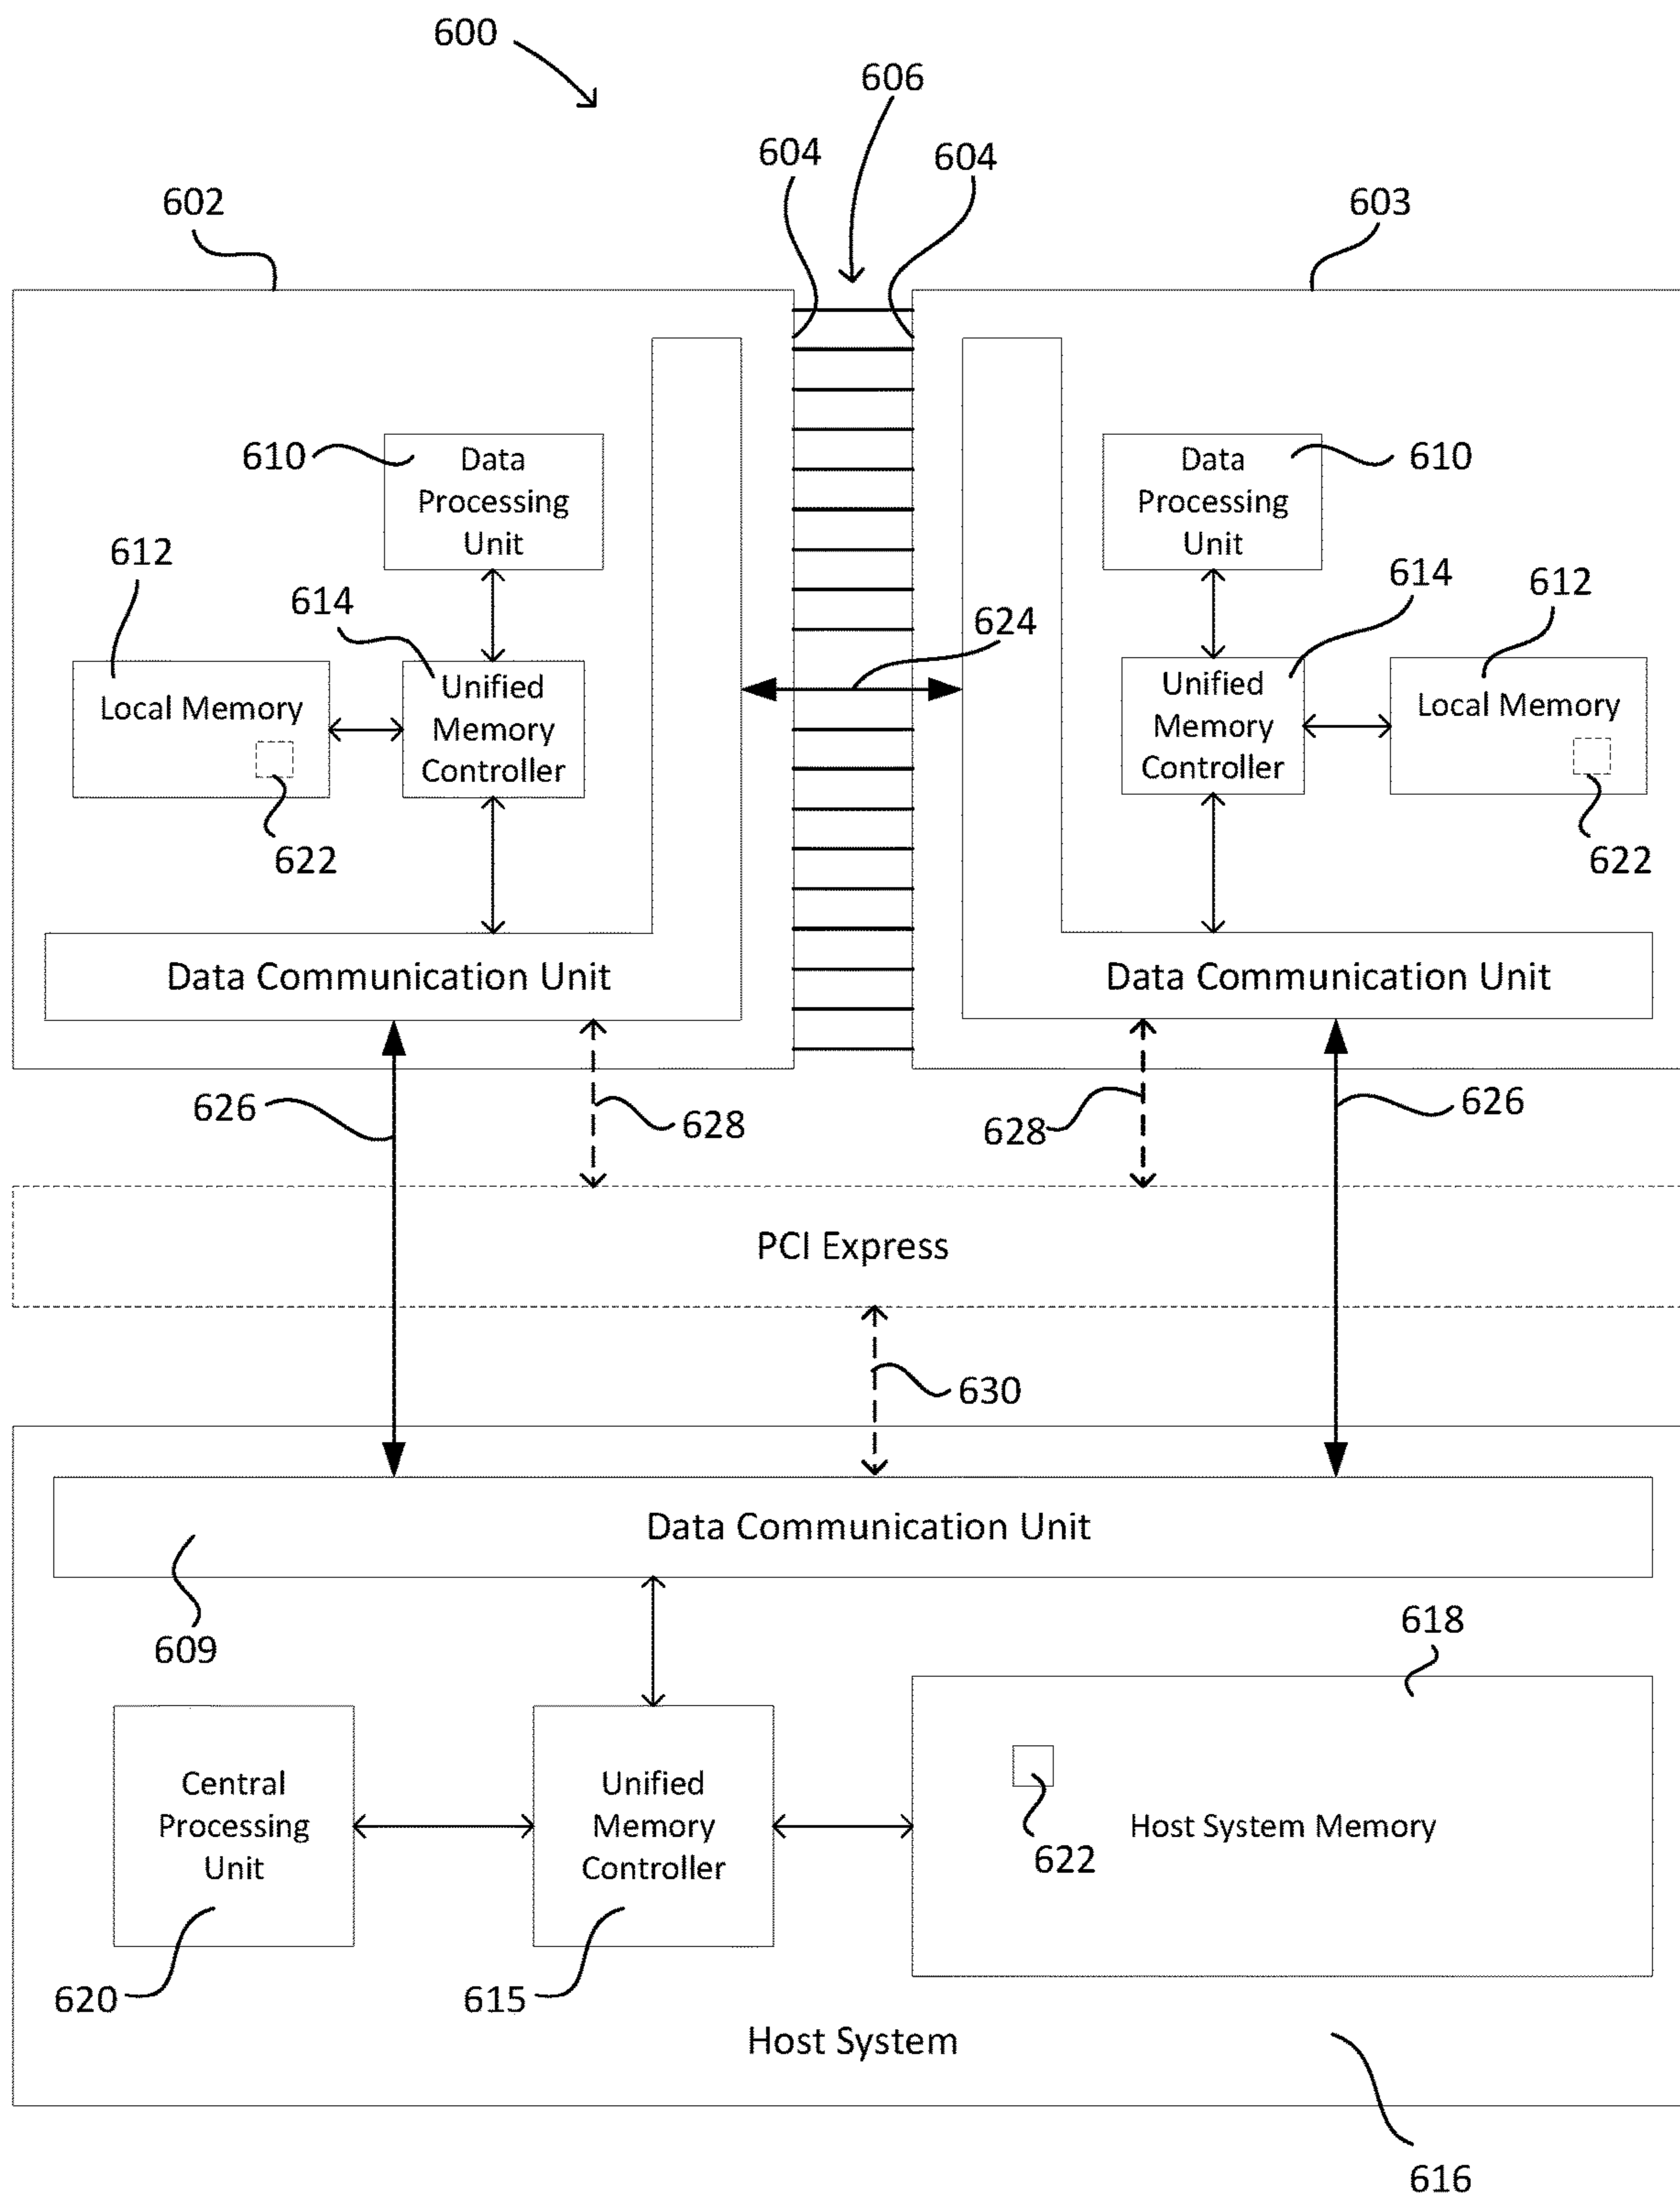 600
606
604
604
602
603
610
Data
Processing
Unit
Data
Processing
Unit
610
612
614
Local Memory
Unified
Memory
Controller
622
624
614
612
Unified
Memory
Controller
Local Memory
622
Data Communication Unit
Data Communication Unit
626
628
628
626
PCI Express
630
Data Communication Unit
609
618
Central
Processing
Unit
Unified
Memory
Controller
Host System Memory
622
620
615
Host System
616